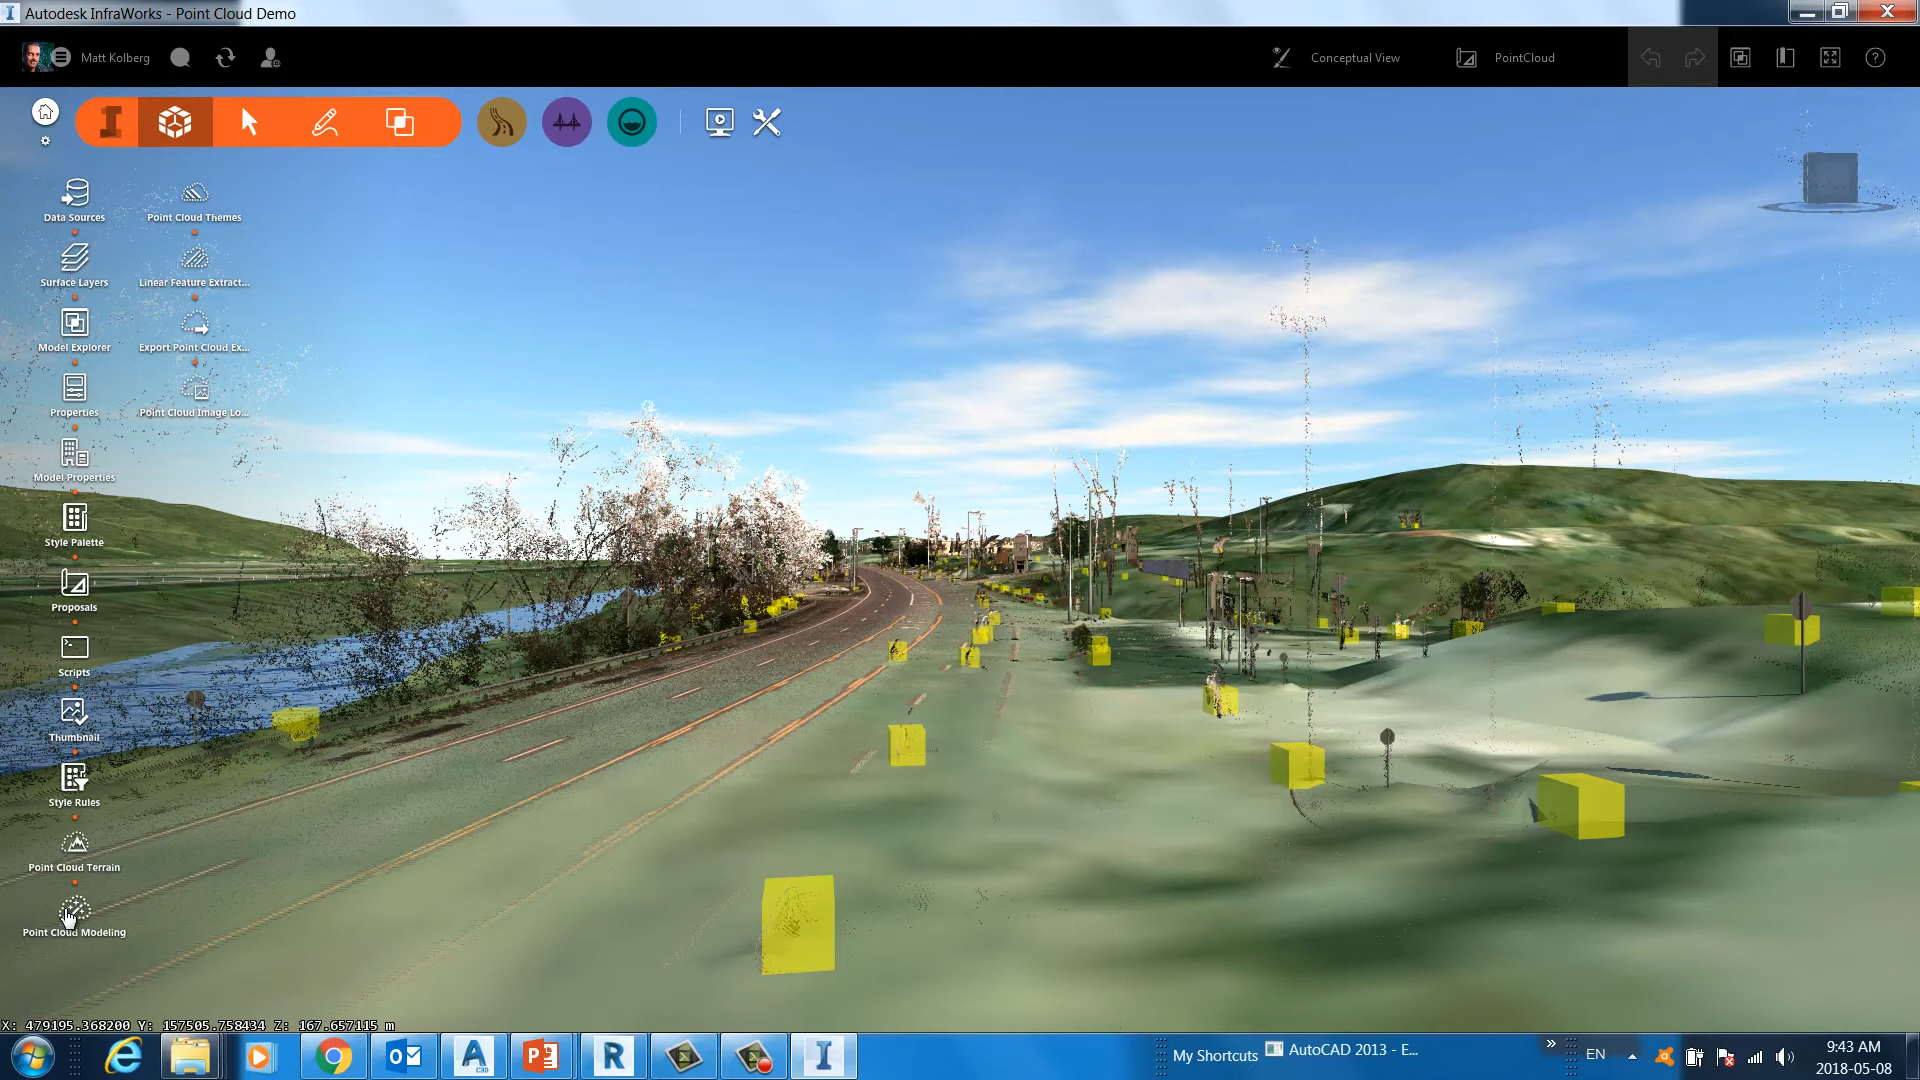 Autodesk InfraWorks - Point Cloud Demo
Matt Kolberg
Conceptual View
PointCloud
Data Sources
Point Cloud Themes
Surface Layers
Linear Feature Extract...
Model Explorer
Export Point Cloud Ex...
Properties
Point Cloud Image Lo...
Model Properties
Style Palette
Proposals
Scripts
Thumbnail
Style Rules
Point Cloud Terrain
Point Cloud Modeling
X: 479195.368200 Y: 157505.758434 Z: 167.657115 m
My Shortcuts
AutoCAD 2013 - E...
EN
9:43 AM
2018-05-08